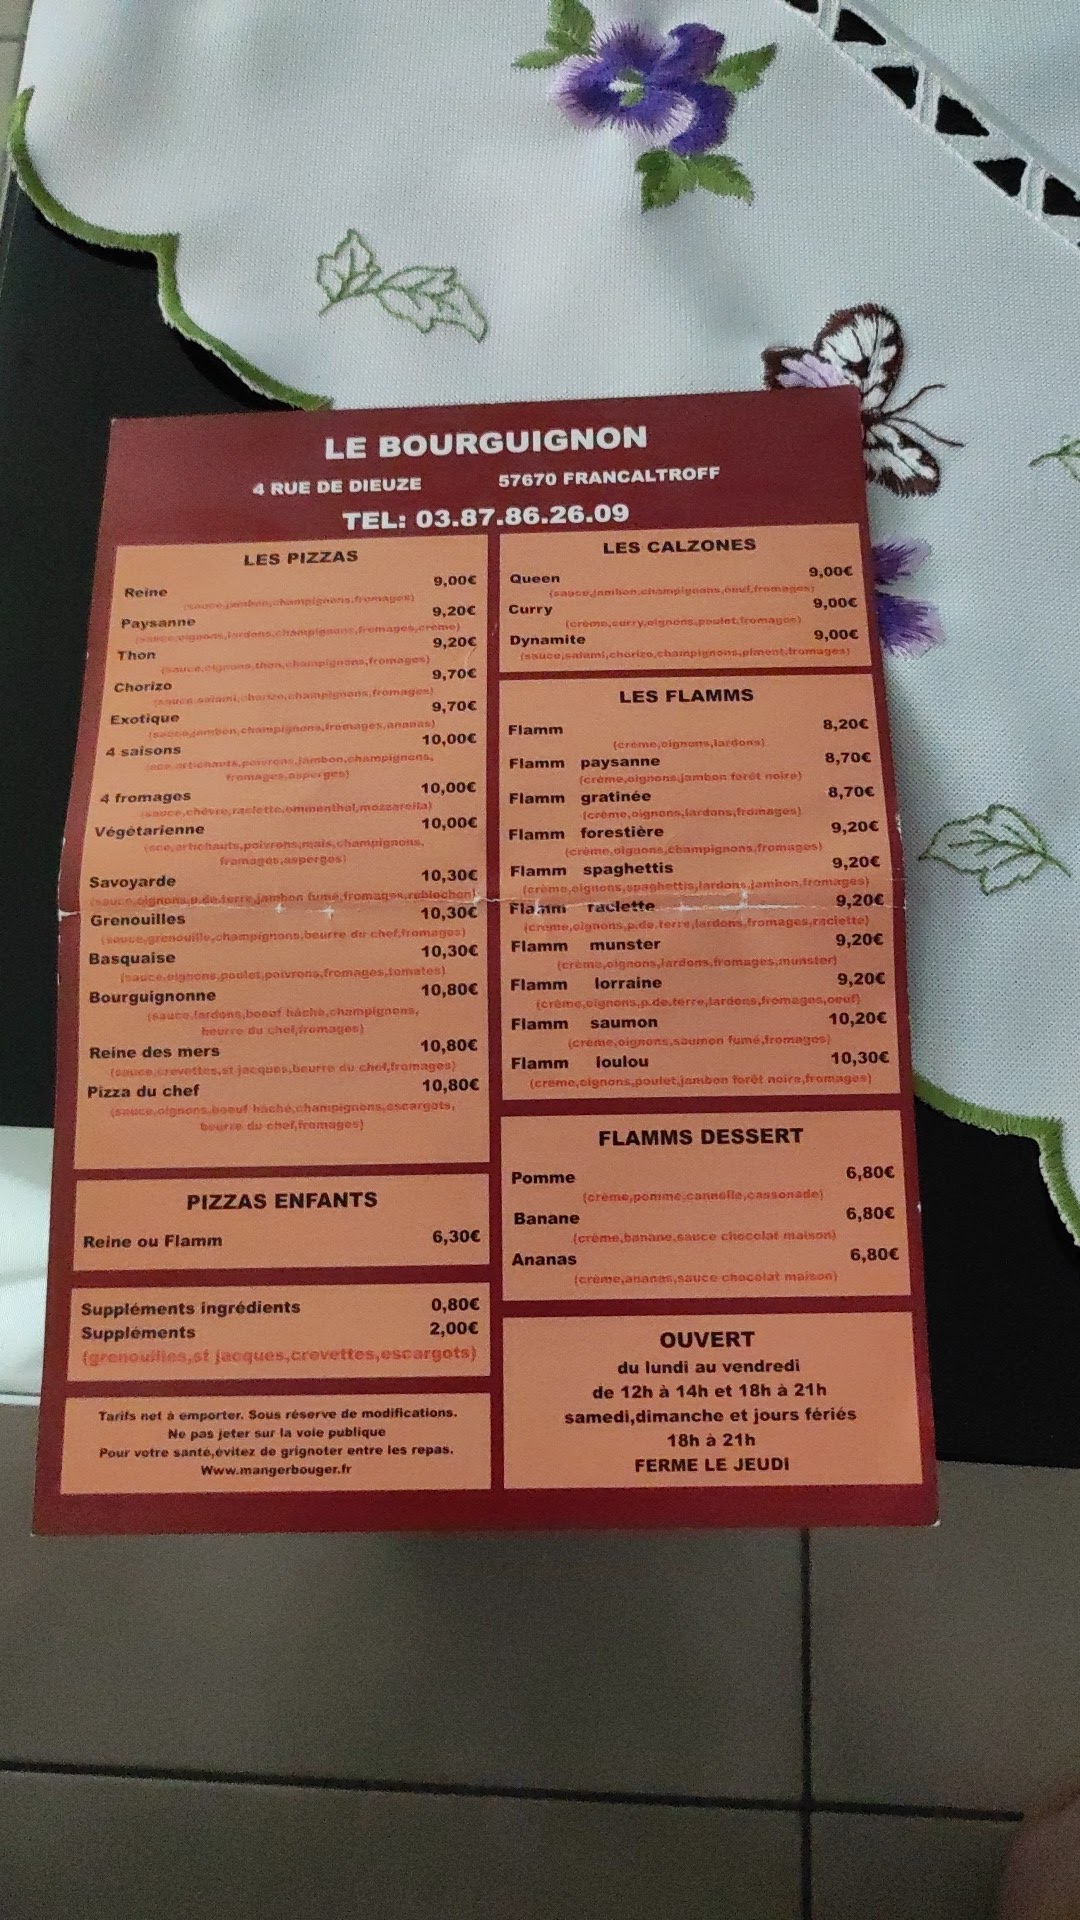 LE BOURGUIGNON
4 RUE DE DIEUZE 57670 FRANCALTROFF
TEL: 03.87.86.26.09
LES PIZZAS
Reine 9,00€
(sauce,jambon,champignons,fromages)
Paysanne 9,20€
(sauce,oignons,lardons,champignons,fromages,crème)
Thon 9,20€
(sauce,oignons,thon,champignons,fromages)
Chorizo 9,70€
(sauce,salami,chorizo,champignons,fromages)
Exotique 9,70€
(sauce,jambon,champignons,fromages,ananas)
4 saisons 10,00€
(sce,artichauts,poivrons,jambon,champignons,
fromages,asperges)
4 fromages 10,00€
(sauce,chèvre,raclette,emmenthal,mozzarella)
Végétarienne 10,00€
(sce,artichauts,poivrons,mais,champignons,
fromages,asperges)
Savoyarde 10,30€
(sauce,oignons,p.de.terre,jambon fumé,fromages,reblochon)
Grenouilles 10,30€
(sauce,grenouille,champignons,beurre du chef,fromages)
Basquaise 10,30€
(sauce,oignons,poulet,poivrons,fromages,tomates)
Bourguignonne 10,80€
(sauce,lardons,boeuf hâché,champignons,
beurre du chef,fromages)
Reine des mers 10,80€
(sauce,crevettes,st jacques,beurre du chef,fromages)
Pizza du chef 10,80€
(sauce,oignons,boeuf hâché,champignons,escargots,
beurre du chef,fromages)
PIZZAS ENFANTS
Reine ou Flamm 6,30€
Suppléments ingrédients 0,80€
Suppléments 2,00€
(grenouilles,st jacques,crevettes,escargots)
Tarifs net à emporter. Sous réserve de modifications.
Ne pas jeter sur la voie publique
Pour votre santé,évitez de grignoter entre les repas.
Www.mangerbouger.fr
LES CALZONES
Queen 9,00€
(sauce,jambon,champignons,oeuf,fromages)
Curry 9,00€
(crème,curry,oignons,poulet,fromages)
Dynamite 9,00€
(sauce,salami,chorizo,champignons,piment,fromages)
LES FLAMMS
Flamm 8,20€
(crème,oignons,lardons)
Flamm paysanne 8,70€
(crème,oignons,jambon forêt noire)
Flamm gratinée 8,70€
(crème,oignons,lardons,fromages)
Flamm forestière 9,20€
(crème,oignons,champignons,fromages)
Flamm spaghettis 9,20€
(crème,oignons,spaghettis,lardons,jambon,fromages)
Flamm raclette 9,20€
(crème,oignons,p.de.terre,lardons,fromages,raclette)
Flamm munster 9,20€
(crème,oignons,lardons,fromages,munster)
Flamm lorraine 9,20€
(crème,oignons,p.de.terre,lardons,fromages,oeuf)
Flamm saumon 10,20€
(crème,oignons,saumon fumé,fromages)
Flamm loulou 10,30€
(crème,oignons,poulet,jambon forêt noire,fromages)
FLAMMS DESSERT
Pomme 6,80€
(crème,pomme,cannelle,cassonade)
Banane 6,80€
(crème,banane,sauce chocolat maison)
Ananas 6,80€
(crème,ananas,sauce chocolat maison)
OUVERT
du lundi au vendredi
de 12h à 14h et 18h à 21h
samedi,dimanche et jours fériés
18h à 21h
FERME LE JEUDI